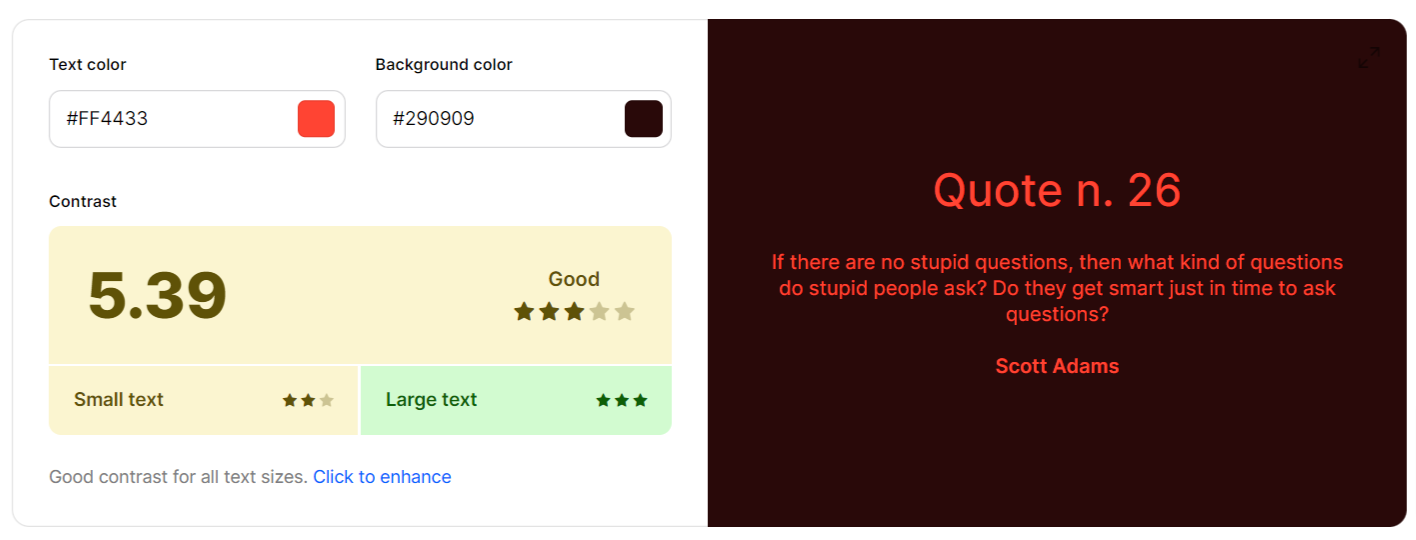 Text color
#FF4433
Background color
#290909
Contrast
5.39
Good
Small text
Large text
Good contrast for all text sizes. Click to enhance
Quote n. 26
If there are no stupid questions, then what kind of questions
do stupid people ask? Do they get smart just in time to ask
questions?
Scott Adams